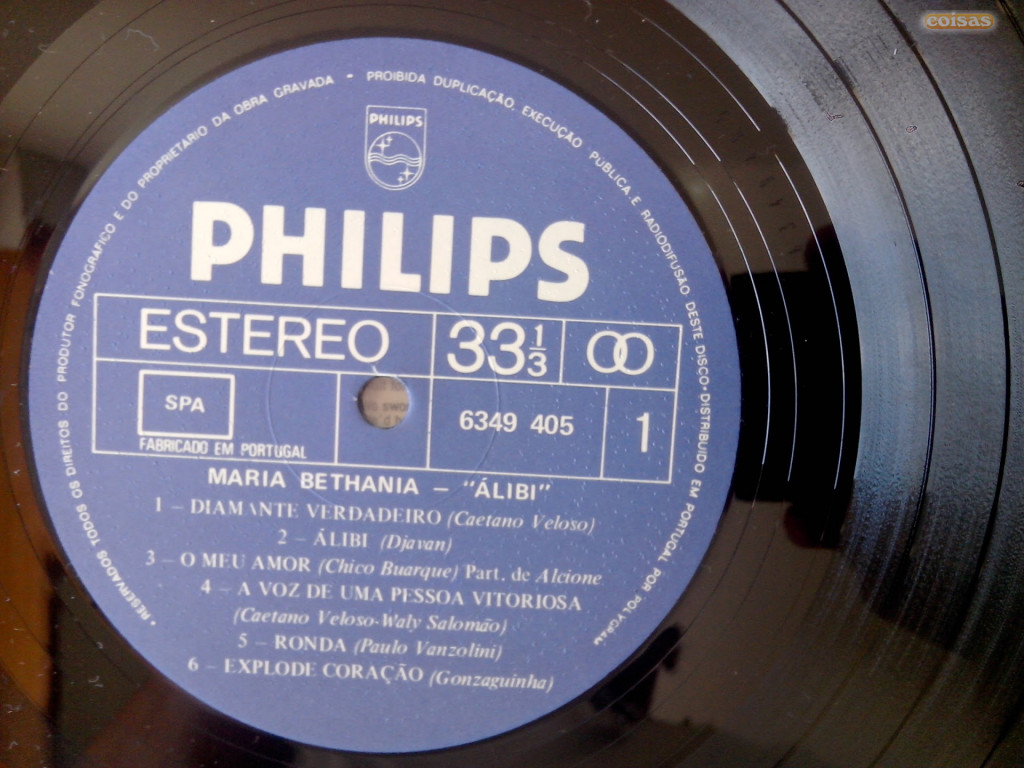 coisas
• RESERVADOS TODOS OS DIREITOS DO PRODUTOR FONOGRÁFICO E DO PROPRIETÁRIO DA OBRA GRAVADA • PROIBIDA DUPLICAÇÃO, EXECUÇÃO PÚBLICA E RADIODIFUSÃO DESTE DISCO • DISTRIBUIDO EM PORTUGAL POR POLYGRAM
PHILIPS
PHILIPS
ESTEREO 33 1/3
SPA
FABRICADO EM PORTUGAL
6349 405 1
MARIA BETHANIA – "ÁLIBI"
1 – DIAMANTE VERDADEIRO (Caetano Veloso)
2 – ÁLIBI (Djavan)
3 – O MEU AMOR (Chico Buarque) Part. de Alcione
4 – A VOZ DE UMA PESSOA VITORIOSA
(Caetano Veloso-Waly Salomão)
5 – RONDA (Paulo Vanzolini)
6 – EXPLODE CORAÇÃO (Gonzaguinha)